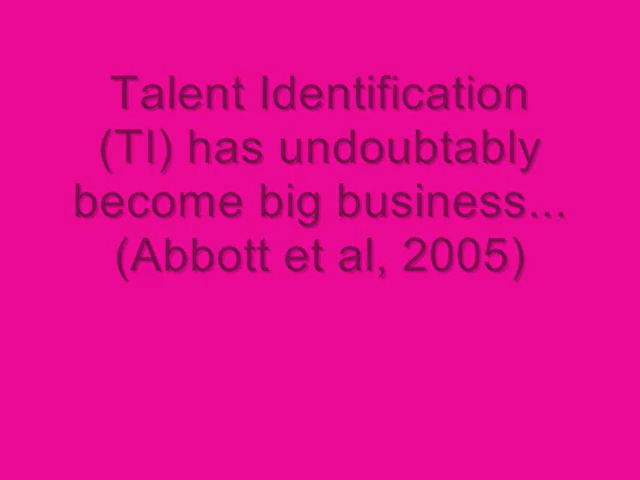 Talent Identification
(TI) has undoubtably
become big business...
(Abbott et al, 2005)